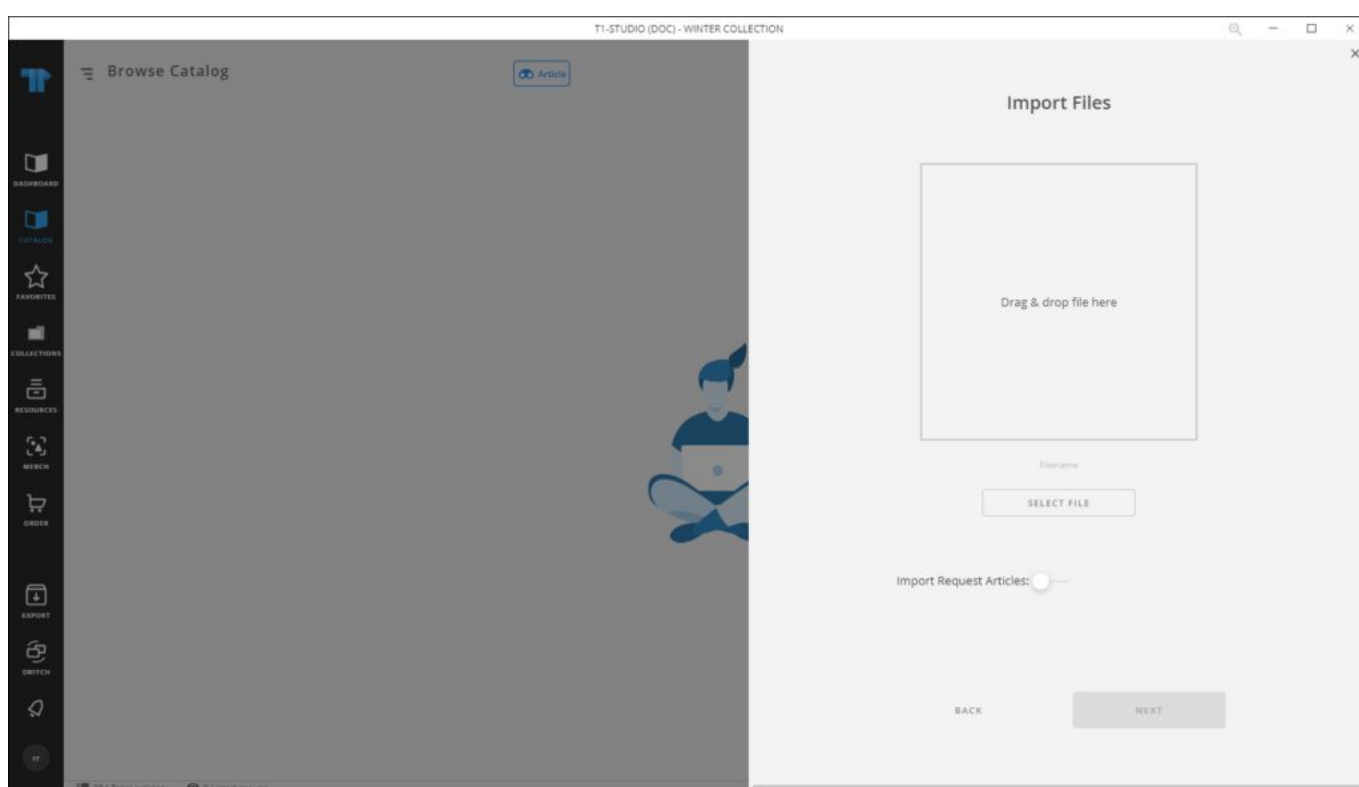 T1-STUDIO (DOC) - WINTER COLLECTION
Browse Catalog
Article
DASHBOARD
CATALOG
FAVORITES
COLLECTIONS
RESOURCES
MERCH
ORDER
EXPORT
SWITCH
Import Files
Drag & drop file here
Filename
SELECT FILE
Import Request Articles:
BACK
NEXT